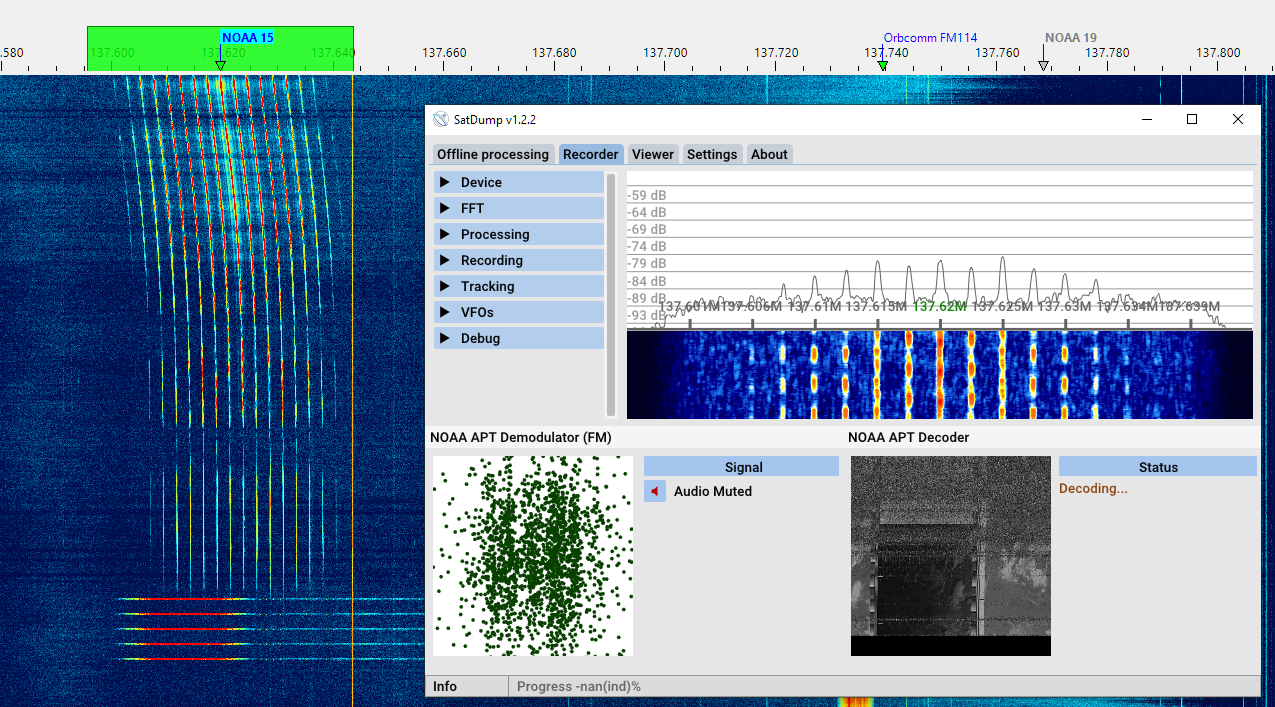 NOAA 15 Orbcomm FM114 NOAA 19
.580 137.600 137.620 137.640 137.660 137.680 137.700 137.720 137.740 137.760 137.780 137.800
SatDump v1.2.2
Offline processing Recorder Viewer Settings About
Device
FFT
Processing
Recording
Tracking
VFOs
Debug
-59 dB
-64 dB
-69 dB
-74 dB
-79 dB
-84 dB
-89 dB
137.601M 137.606M 137.61M 137.615M 137.62M 137.625M 137.63M 137.634M 137.639M
-93 dB
NOAA APT Demodulator (FM) NOAA APT Decoder
Signal Status
Audio Muted Decoding...
Info Progress -nan(ind)%